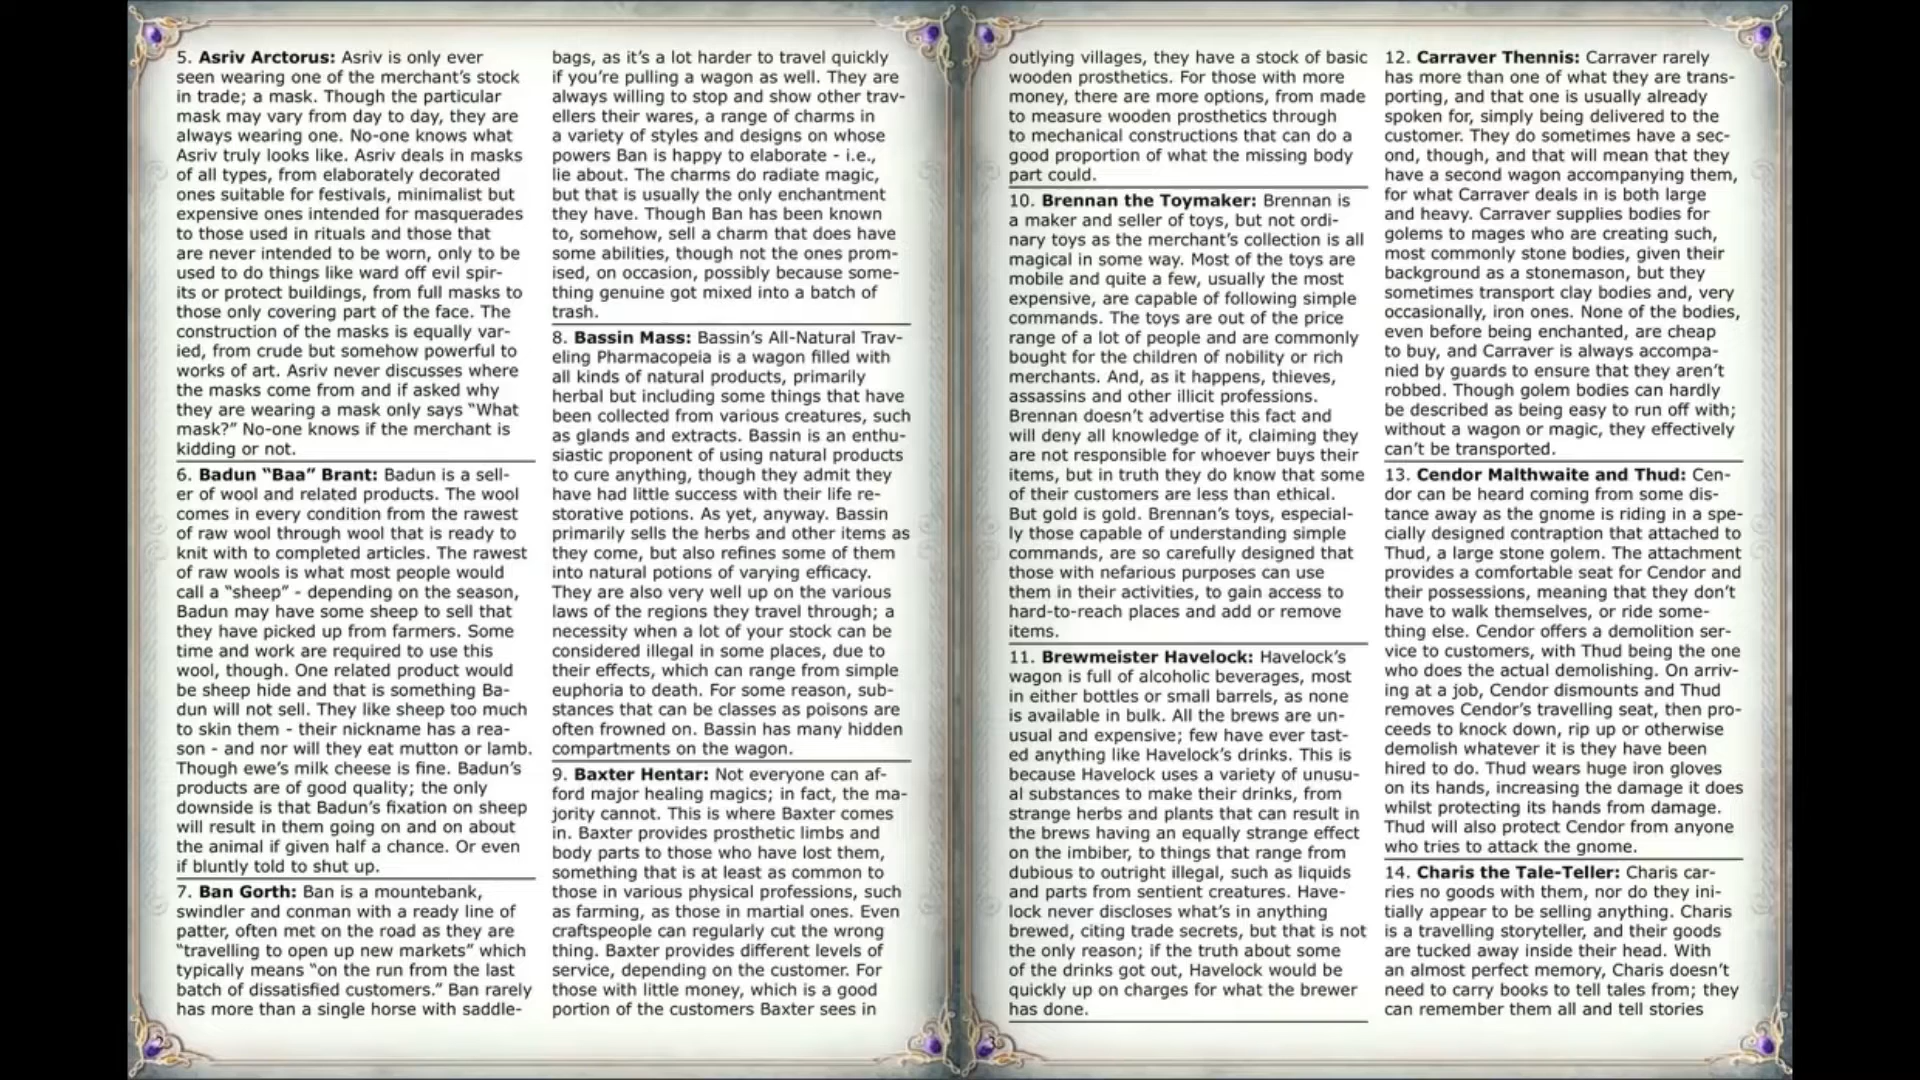 5. Asriv Arctorus: Asriv is only ever
seen wearing one of the merchant's stock
in trade; a mask. Though the particular
mask may vary from day to day, they are
always wearing one. No-one knows what
Asriv truly looks like. Asriv deals in masks
of all types, from elaborately decorated
ones suitable for festivals, minimalist but
expensive ones intended for masquerades
to those used in rituals and those that
are never intended to be worn, only to be
used to do things like ward off evil spir-
its or protect buildings, from full masks to
those only covering part of the face. The
construction of the masks is equally var-
ied, from crude but somehow powerful to
works of art. Asriv never discusses where
the masks come from and if asked why
they are wearing a mask only says “What
mask?” No-one knows if the merchant is
kidding or not.
6. Badun “Baa” Brant: Badun is a sell-
er of wool and related products. The wool
comes in every condition from the rawest
of raw wool through wool that is ready to
knit with to completed articles. The rawest
of raw wools is what most people would
call a “sheep” - depending on the season,
Badun may have some sheep to sell that
they have picked up from farmers. Some
time and work are required to use this
wool, though. One related product would
be sheep hide and that is something Ba-
dun will not sell. They like sheep too much
to skin them - their nickname has a rea-
son - and nor will they eat mutton or lamb.
Though ewe's milk cheese is fine. Badun's
products are of good quality; the only
downside is that Badun's fixation on sheep
will result in them going on and on about
the animal if given half a chance. Or even
if bluntly told to shut up.
7. Ban Gorth: Ban is a mountebank,
swindler and conman with a ready line of
patter, often met on the road as they are
“travelling to open up new markets” which
typically means “on the run from the last
batch of dissatisfied customers.” Ban rarely
has more than a single horse with saddle-
bags, as it's a lot harder to travel quickly
if you're pulling a wagon as well. They are
always willing to stop and show other trav-
ellers their wares, a range of charms in
a variety of styles and designs on whose
powers Ban is happy to elaborate - i.e.,
lie about. The charms do radiate magic,
but that is usually the only enchantment
they have. Though Ban has been known
to, somehow, sell a charm that does have
some abilities, though not the ones prom-
ised, on occasion, possibly because some-
thing genuine got mixed into a batch of
trash.
8. Bassin Mass: Bassin's All-Natural Trav-
eling Pharmacopeia is a wagon filled with
all kinds of natural products, primarily
herbal but including some things that have
been collected from various creatures, such
as glands and extracts. Bassin is an enthu-
siastic proponent of using natural products
to cure anything, though they admit they
have had little success with their life re-
storative potions. As yet, anyway. Bassin
primarily sells the herbs and other items as
they come, but also refines some of them
into natural potions of varying efficacy.
They are also very well up on the various
laws of the regions they travel through; a
necessity when a lot of your stock can be
considered illegal in some places, due to
their effects, which can range from simple
euphoria to death. For some reason, sub-
stances that can be classes as poisons are
often frowned on. Bassin has many hidden
compartments on the wagon.
9. Baxter Hentar: Not everyone can af-
ford major healing magics; in fact, the ma-
jority cannot. This is where Baxter comes
in. Baxter provides prosthetic limbs and
body parts to those who have lost them,
something that is at least as common to
those in various physical professions, such
as farming, as those in martial ones. Even
craftspeople can regularly cut the wrong
thing. Baxter provides different levels of
service, depending on the customer. For
those with little money, which is a good
portion of the customers Baxter sees in
2
outlying villages, they have a stock of basic
wooden prosthetics. For those with more
money, there are more options, from made
to measure wooden prosthetics through
to mechanical constructions that can do a
good proportion of what the missing body
part could.
10. Brennan the Toymaker: Brennan is
a maker and seller of toys, but not ordi-
nary toys as the merchant's collection is all
magical in some way. Most of the toys are
mobile and quite a few, usually the most
expensive, are capable of following simple
commands. The toys are out of the price
range of a lot of people and are commonly
bought for the children of nobility or rich
merchants. And, as it happens, thieves,
assassins and other illicit professions.
Brennan doesn't advertise this fact and
will deny all knowledge of it, claiming they
are not responsible for whoever buys their
items, but in truth they do know that some
of their customers are less than ethical.
But gold is gold. Brennan's toys, especial-
ly those capable of understanding simple
commands, are so carefully designed that
those with nefarious purposes can use
them in their activities, to gain access to
hard-to-reach places and add or remove
items.
11. Brewmeister Havelock: Havelock's
wagon is full of alcoholic beverages, most
in either bottles or small barrels, as none
is available in bulk. All the brews are un-
usual and expensive; few have ever tast-
ed anything like Havelock's drinks. This is
because Havelock uses a variety of unusu-
al substances to make their drinks, from
strange herbs and plants that can result in
the brews having an equally strange effect
on the imbiber, to things that range from
dubious to outright illegal, such as liquids
and parts from sentient creatures. Have-
lock never discloses what's in anything
brewed, citing trade secrets, but that is not
the only reason; if the truth about some
of the drinks got out, Havelock would be
quickly up on charges for what the brewer
has done.
12. Carraver Thennis: Carraver rarely
has more than one of what they are trans-
porting, and that one is usually already
spoken for, simply being delivered to the
customer. They do sometimes have a sec-
ond, though, and that will mean that they
have a second wagon accompanying them,
for what Carraver deals in is both large
and heavy. Carraver supplies bodies for
golems to mages who are creating such,
most commonly stone bodies, given their
background as a stonemason, but they
sometimes transport clay bodies and, very
occasionally, iron ones. None of the bodies,
even before being enchanted, are cheap
to buy, and Carraver is always accompa-
nied by guards to ensure that they aren't
robbed. Though golem bodies can hardly
be described as being easy to run off with;
without a wagon or magic, they effectively
can't be transported.
13. Cendor Malthwaite and Thud: Cen-
dor can be heard coming from some dis-
tance away as the gnome is riding in a spe-
cially designed contraption that attached to
Thud, a large stone golem. The attachment
provides a comfortable seat for Cendor and
their possessions, meaning that they don't
have to walk themselves, or ride some-
thing else. Cendor offers a demolition ser-
vice to customers, with Thud being the one
who does the actual demolishing. On arriv-
ing at a job, Cendor dismounts and Thud
removes Cendor's travelling seat, then pro-
ceeds to knock down, rip up or otherwise
demolish whatever it is they have been
hired to do. Thud wears huge iron gloves
on its hands, increasing the damage it does
whilst protecting its hands from damage.
Thud will also protect Cendor from anyone
who tries to attack the gnome.
14. Charis the Tale-Teller: Charis car-
ries no goods with them, nor do they ini-
tially appear to be selling anything. Charis
is a travelling storyteller, and their goods
are tucked away inside their head. With
an almost perfect memory, Charis doesn't
need to carry books to tell tales from; they
can remember them all and tell stories
3